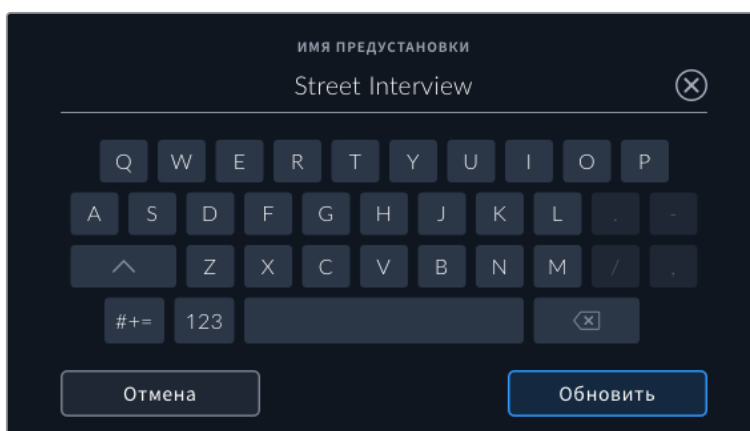 ИМЯ ПРЕДУСТАНОВКИ
Street Interview
Q W E R T Y U I O P
A S D F G H J K L . -
Z X C V B N M / ,
#+= 123
Отмена Обновить